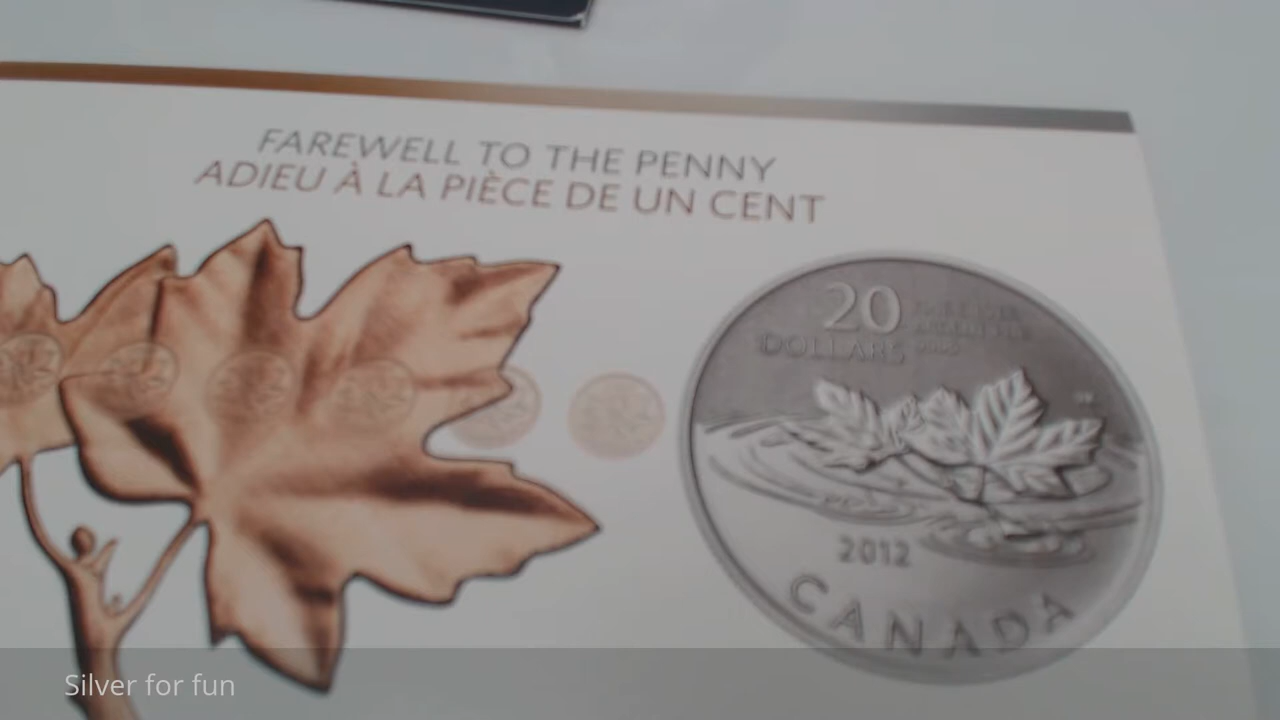 FAREWELL TO THE PENNY
ADIEU À LA PIÈCE DE UN CENT
20
DOLLARS
2012
CANADA
Silver for fun